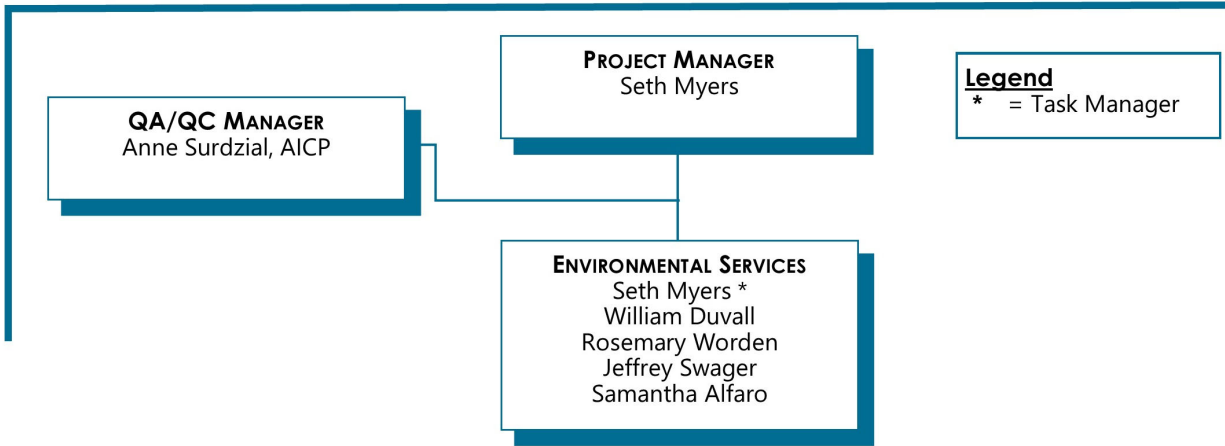 PROJECT MANAGER
Seth Myers
Legend
* = Task Manager
QA/QC MANAGER
Anne Surdzial, AICP
ENVIRONMENTAL SERVICES
Seth Myers *
William Duvall
Rosemary Worden
Jeffrey Swager
Samantha Alfaro